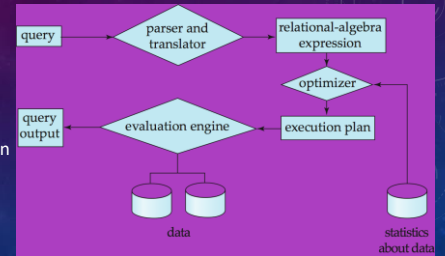 query
parser and
translator
relational-algebra
expression
optimizer
query
output
evaluation engine
execution plan
n
data
statistics
about data